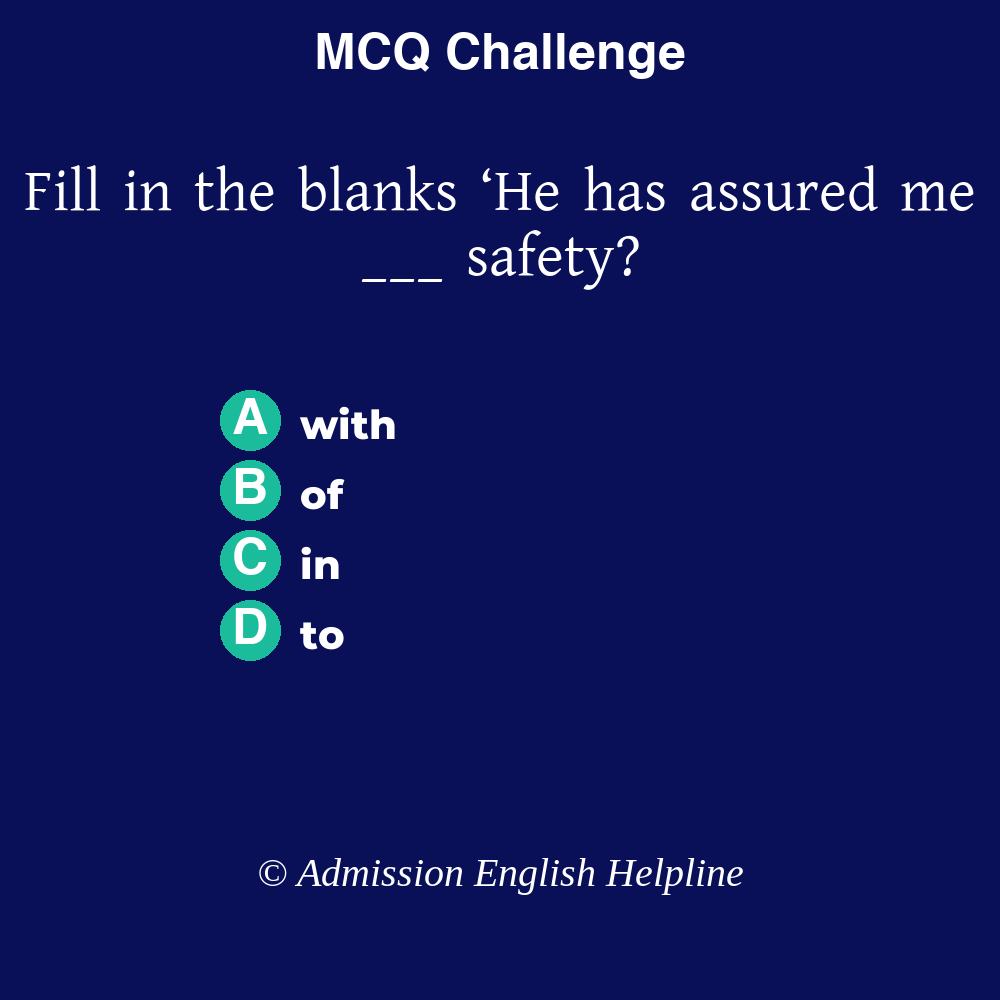 MCQ Challenge
Fill in the blanks ‘He has assured me
___ safety?
A with
B of
C in
D to
© Admission English Helpline